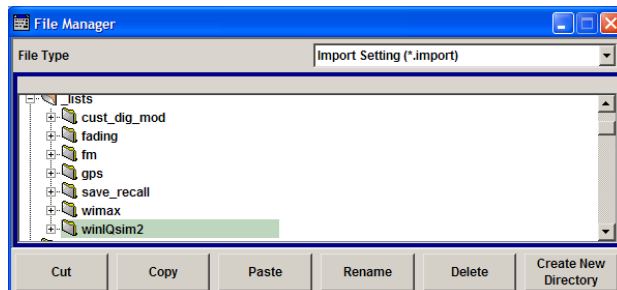 File Manager
File Type
Import Setting (*.import)
_lists
cust_dig_mod
fading
fm
gps
save_recall
wimax
winIQsim2
Cut Copy Paste Rename Delete Create New
Directory